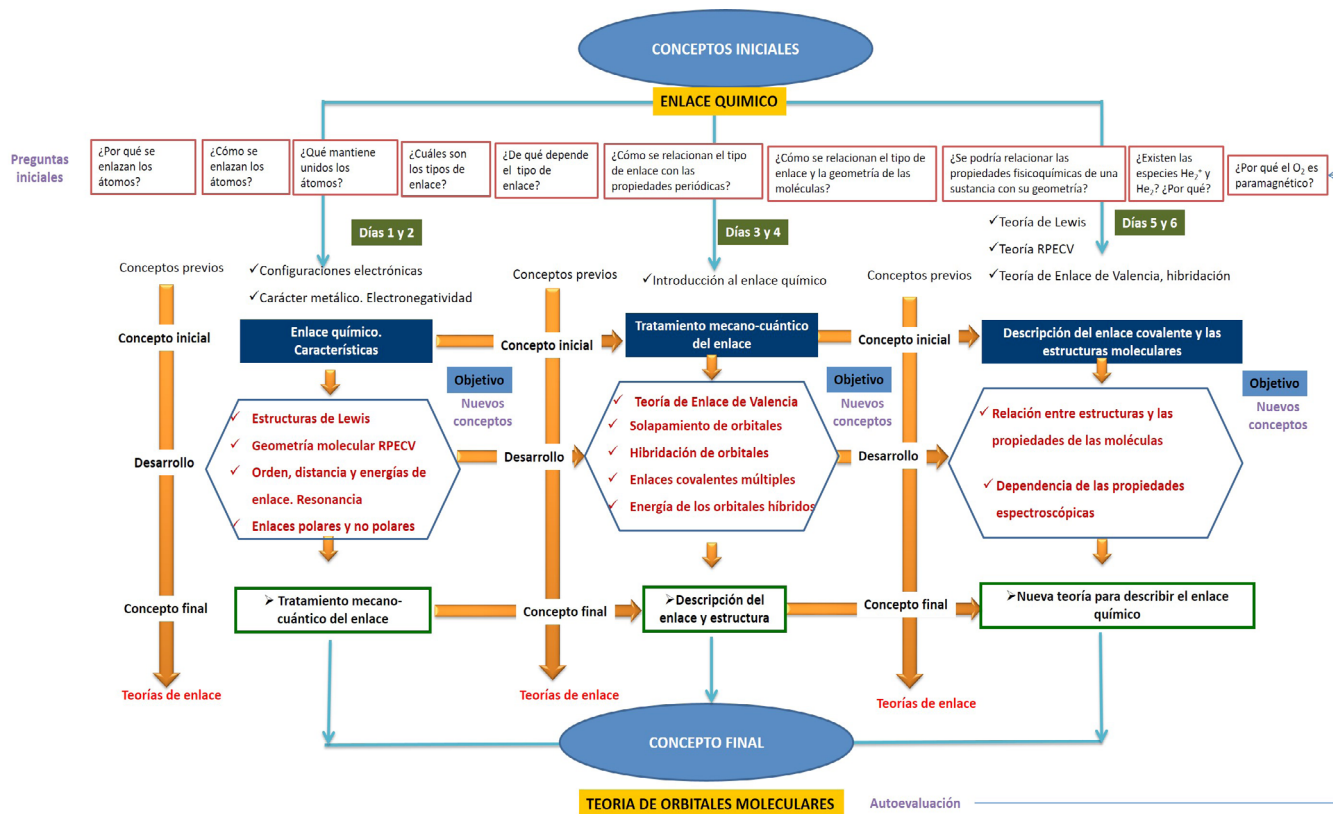 CONCEPTOS INICIALES
ENLACE QUIMICO
Preguntas
iniciales
¿Por qué se
enlazan los
átomos?
¿Cómo se
enlazan los
átomos?
¿Qué mantiene
unidos los
átomos?
¿Cuáles son
los tipos de
enlace?
¿De qué depende
el tipo de
enlace?
¿Cómo se relacionan el tipo
de enlace con las
propiedades periódicas?
¿Cómo se relacionan el tipo de
enlace y la geometría de las
moléculas?
¿Se podría relacionar las
propiedades fisicoquímicas de una
sustancia con su geometría?
¿Existen las
especies He₂⁺ y
He₂? ¿Por qué?
¿Por qué el O₂ es
paramagnético?
Días 1 y 2
Días 3 y 4
Días 5 y 6
Conceptos previos
✓Configuraciones electrónicas
✓Carácter metálico. Electronegatividad
Conceptos previos
✓Introducción al enlace químico
Conceptos previos
✓Teoría de Lewis
✓Teoría RPECV
✓Teoría de Enlace de Valencia, hibridación
Concepto inicial
Enlace químico.
Características
Concepto inicial
Tratamiento mecano-cuántico
del enlace
Concepto inicial
Descripción del enlace covalente y las
estructuras moleculares
Objetivo
Nuevos
conceptos
Objetivo
Nuevos
conceptos
Objetivo
Nuevos
conceptos
Desarrollo
✓ Estructuras de Lewis
✓ Geometría molecular RPECV
✓ Orden, distancia y energías de
enlace. Resonancia
✓ Enlaces polares y no polares
Desarrollo
✓ Teoría de Enlace de Valencia
✓ Solapamiento de orbitales
✓ Hibridación de orbitales
✓ Enlaces covalentes múltiples
✓ Energía de los orbitales híbridos
Desarrollo
✓ Relación entre estructuras y las
propiedades de las moléculas
✓ Dependencia de las propiedades
espectroscópicas
Concepto final
➢ Tratamiento mecano-
cuántico del enlace
Concepto final
➢Descripción del
enlace y estructura
Concepto final
➢Nueva teoría para describir el enlace
químico
Teorías de enlace
Teorías de enlace
Teorías de enlace
CONCEPTO FINAL
TEORIA DE ORBITALES MOLECULARES
Autoevaluación